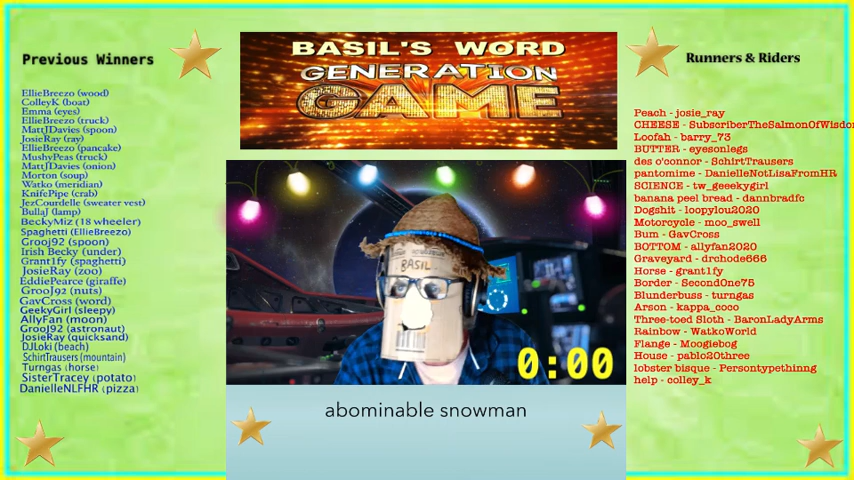 Previous Winners
EllieBreezo (wood)
ColleyK (boat)
Emma (eyes)
EllieBreezo (truck)
MattJDavies (spoon)
JosieRay (ray)
EllieBreezo (pancake)
MushyPeas (truck)
MattJDavies (onion)
Morton (soup)
Watko (meridian)
KnifePipe (crab)
JezCourdelle (sweater vest)
BullaJ (lamp)
BeckyMiz (18 wheeler)
Spaghetti (EllieBreezo)
Grooj92 (spoon)
Irish Becky (under)
Grant1fy (spaghetti)
JosieRay (zoo)
EddiePearce (giraffe)
GrooJ92 (nuts)
GavCross (word)
GeekyGirl (sleepy)
AllyFan (moon)
GrooJ92 (astronaut)
JosieRay (quicksand)
DJLoki (beach)
SchirtTrausers (mountain)
Turngas (horse)
SisterTracey (potato)
DanielleNLFHR (pizza)
BASIL'S WORD
GENERATION
GAME
BASIL
0:00
abominable snowman
Runners & Riders
Peach - josie_ray
CHEESE - SubscriberTheSalmonOfWisdo
Loofah - barry_73
BUTTER - eyesonlegs
des o'connor - SchirtTrausers
pantomime - DanielleNotLisaFromHR
SCIENCE - tw_geeekygirl
banana peel bread - dannbradfc
Dogshit - loopylou2020
Motorcycle - moo_swell
Bum - GavCross
BOTTOM - allyfan2020
Graveyard - drchode666
Horse - grant1fy
Border - SecondOne75
Blunderbuss - turngas
Arson - kappa_coco
Three-toed Sloth - BaronLadyArms
Rainbow - WatkoWorld
Flange - Moogiebog
House - pablo20three
lobster bisque - Persontypethinng
help - colley_k